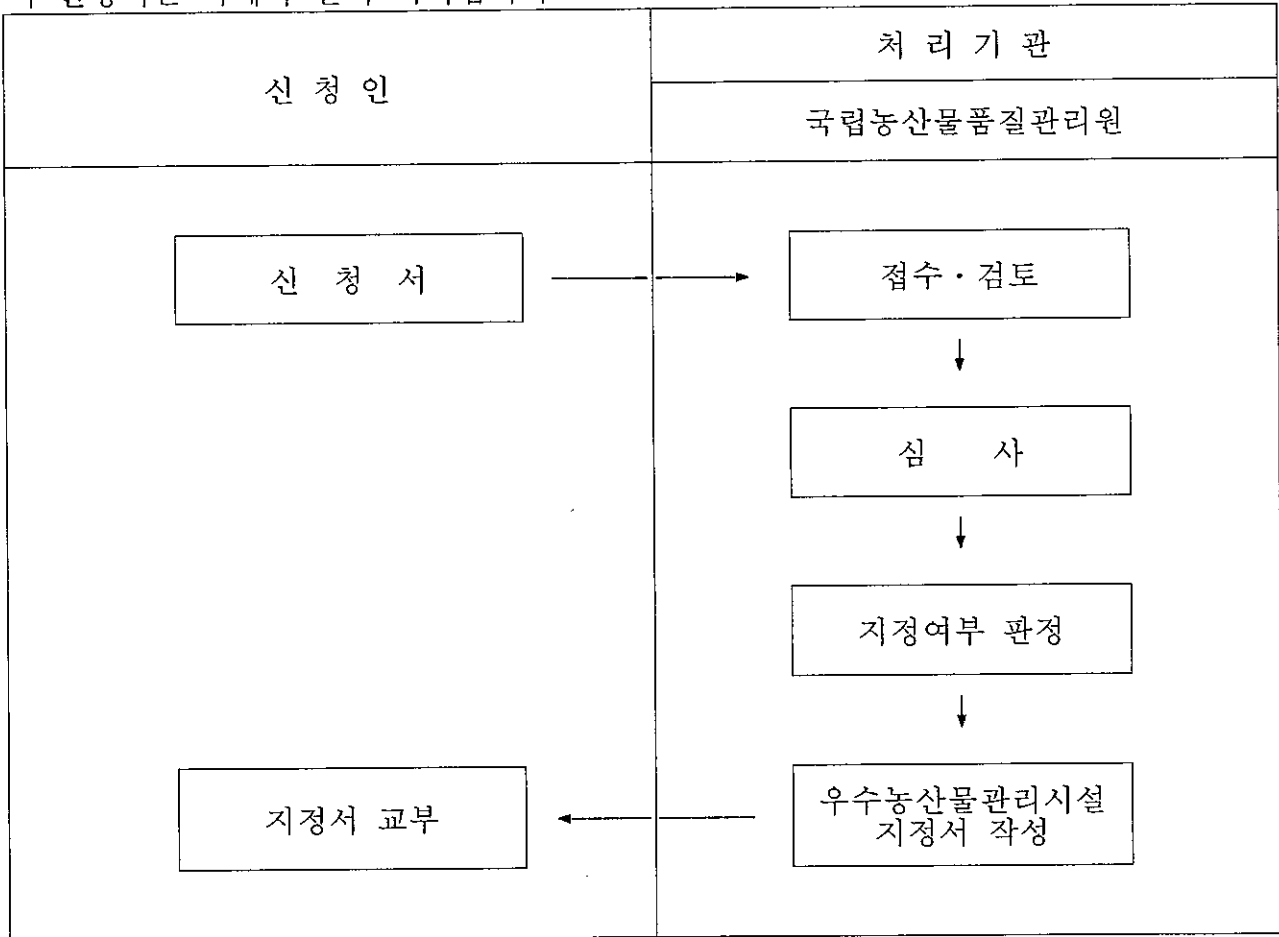 신 청 인
처 리 기 관
국립농산물품질관리원
신 청 서
접수 · 검토
심 사
지정여부 판정
지정서 교부
우수농산물관리시설
지정서 작성